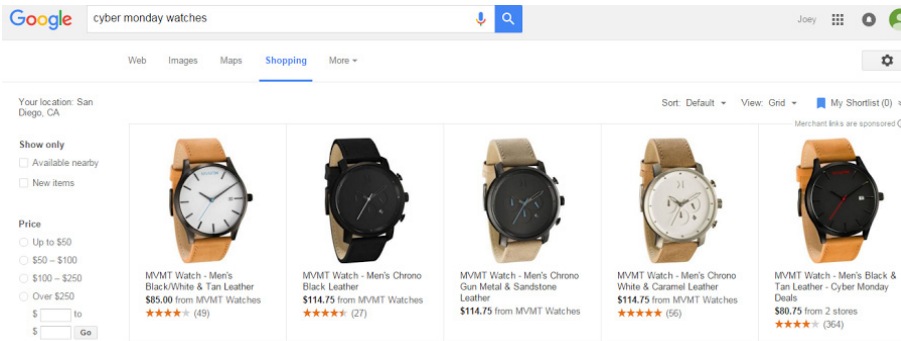 Google
cyber monday watches
Joey
Web Images Maps Shopping More
Your location: San
Diego, CA
Sort: Default View: Grid My Shortlist (0)
Merchant links are sponsored
Show only
Available nearby
New items
Price
Up to $50
$50 – $100
$100 – $250
Over $250
$ to
$ Go
MVMT Watch - Men's
Black/White & Tan Leather
$85.00 from MVMT Watches
(49)
MVMT Watch - Men's Chrono
Black Leather
$114.75 from MVMT Watches
(27)
MVMT Watch - Men's Chrono
Gun Metal & Sandstone
Leather
$114.75 from MVMT Watches
MVMT Watch - Men's Chrono
White & Caramel Leather
$114.75 from MVMT Watches
(56)
MVMT Watch - Men's Black &
Tan Leather - Cyber Monday
Deals
$80.75 from 2 stores
(364)